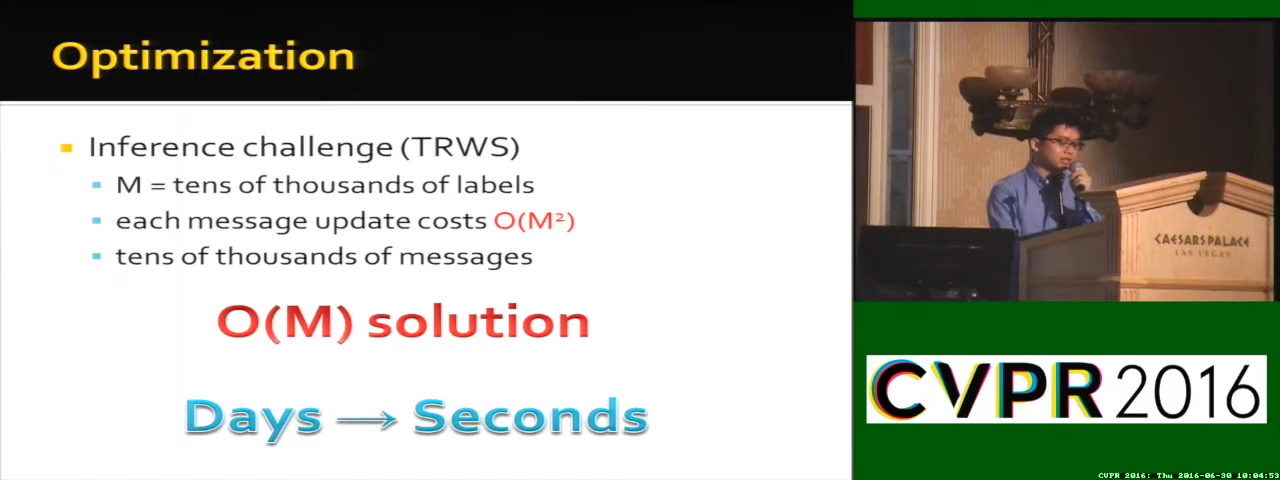 Optimization
Inference challenge (TRWS)
M = tens of thousands of labels
each message update costs O(M²)
tens of thousands of messages
O(M) solution
Days → Seconds
CAESARS PALACE
LAS VEGAS
CVPR 2016
CVPR 2016: Thu 2016-06-30 10:04:53